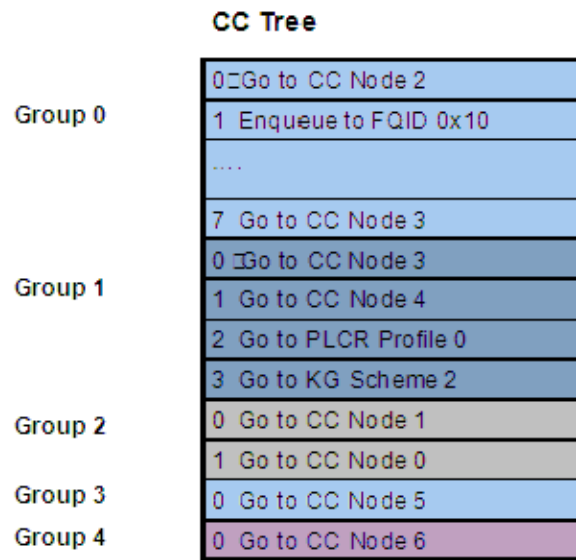 CC Tree
0□Go to CC Node 2
Group 0
1 Enqueue to FQID 0x10
....
7 Go to CC Node 3
0 □Go to CC Node 3
Group 1
1 Go to CC Node 4
2 Go to PLCR Profile 0
3 Go to KG Scheme 2
Group 2
0 Go to CC Node 1
1 Go to CC Node 0
Group 3
0 Go to CC Node 5
Group 4
0 Go to CC Node 6